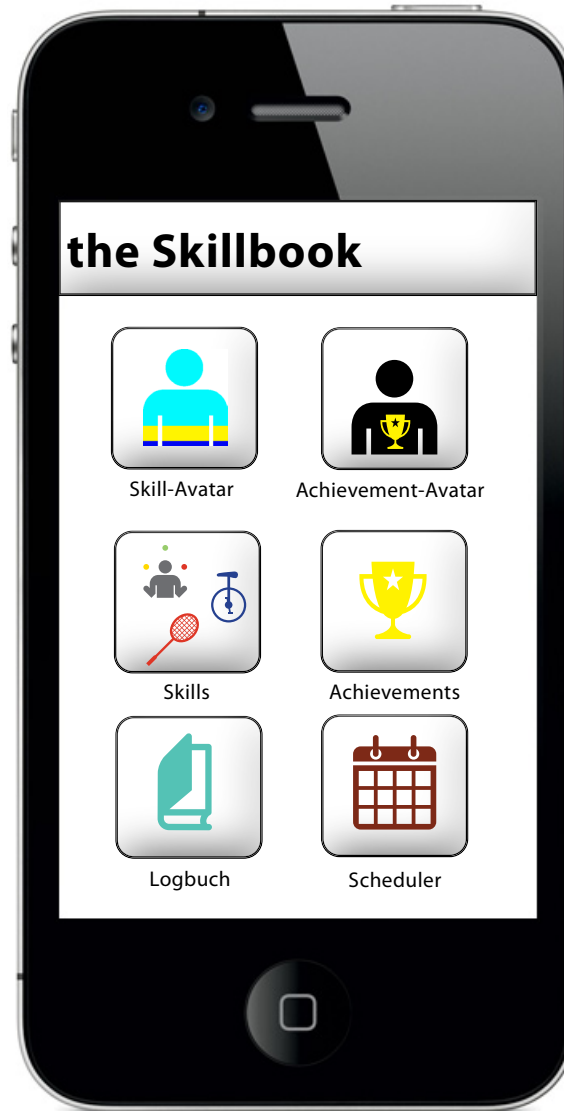 the Skillbook
Skill-Avatar
Achievement-Avatar
Skills
Achievements
Logbuch
Scheduler